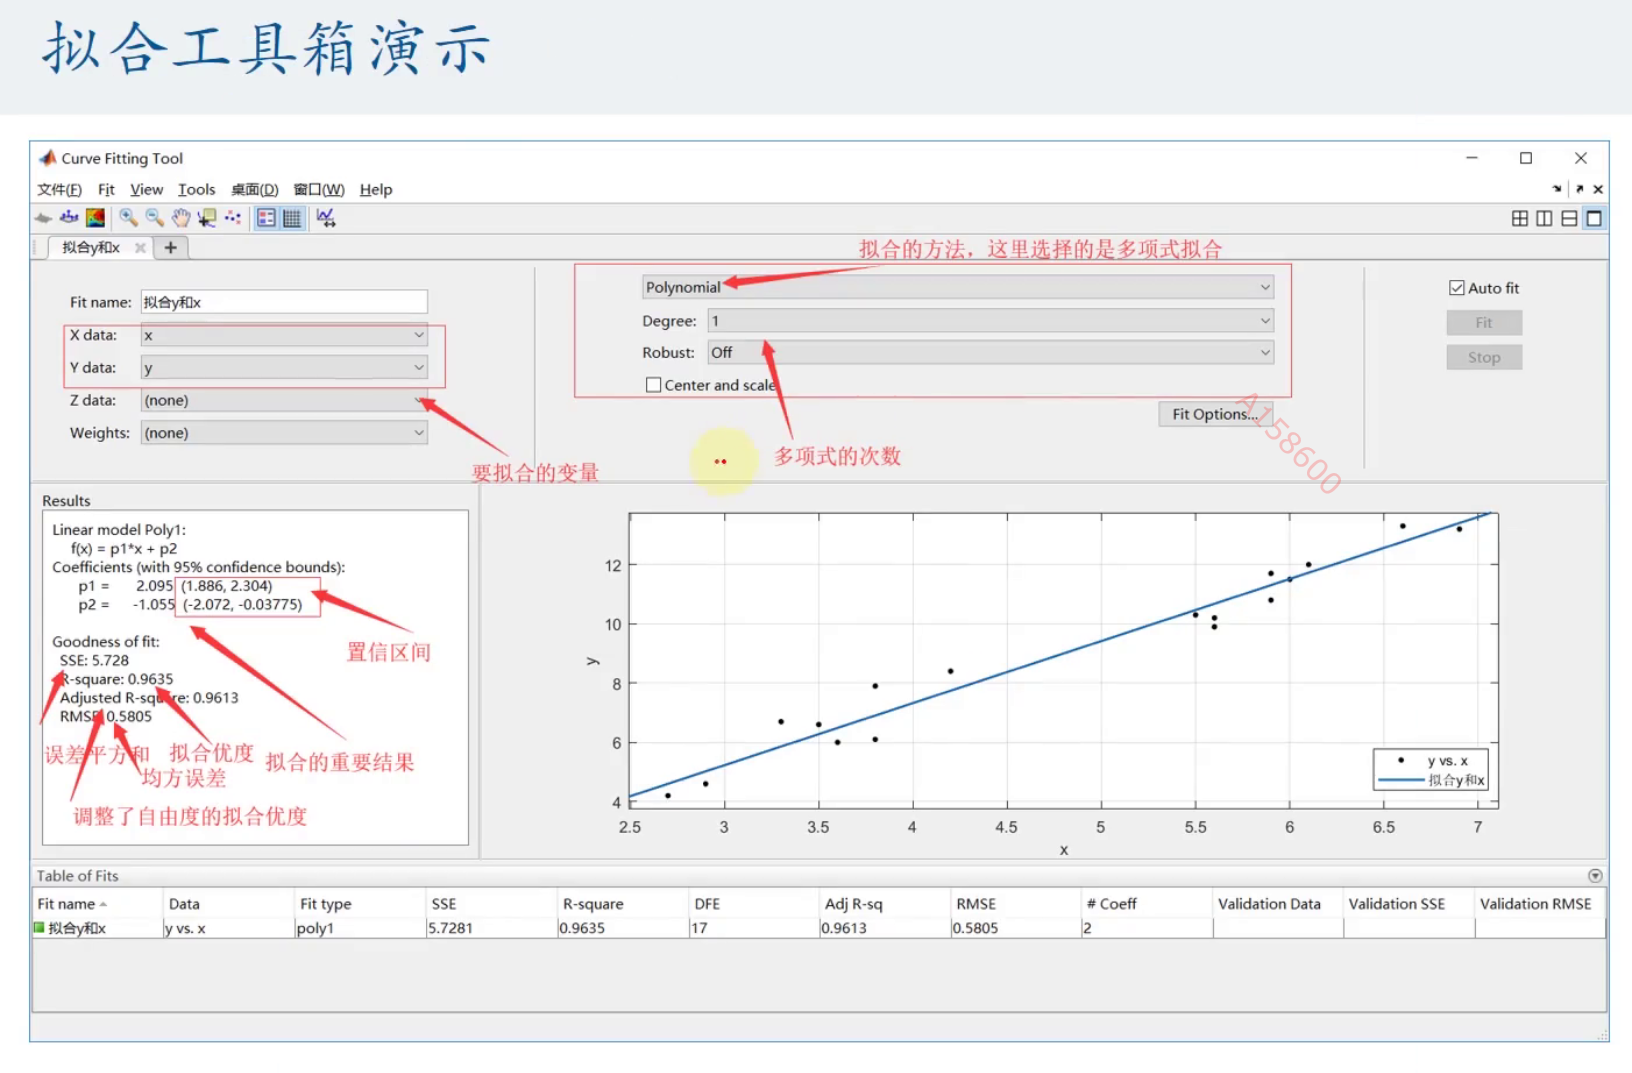 拟合工具箱演示
Curve Fitting Tool
文件(F) Fit View Tools 桌面(D) 窗口(W) Help
拟合y和x
拟合的方法，这里选择的是多项式拟合
Fit name: 拟合y和x
X data: x
Y data: y
Z data: (none)
Weights: (none)
要拟合的变量
Polynomial
Degree: 1
Robust: Off
Center and scale
多项式的次数
Fit Options...
Auto fit
Fit
Stop
A158600
Results
Linear model Poly1:
f(x) = p1*x + p2
Coefficients (with 95% confidence bounds):
p1 = 2.095 (1.886, 2.304)
p2 = -1.055 (-2.072, -0.03775)
置信区间
Goodness of fit:
SSE: 5.728
R-square: 0.9635
Adjusted R-square: 0.9613
RMSE: 0.5805
误差平方和 拟合优度 拟合的重要结果
均方误差
调整了自由度的拟合优度
12
10
8
6
4
y
2.5 3 3.5 4 4.5 5 5.5 6 6.5 7
x
y vs. x
拟合y和x
Table of Fits
Fit name Data Fit type SSE R-square DFE Adj R-sq RMSE # Coeff Validation Data Validation SSE Validation RMSE
拟合y和x y vs. x poly1 5.7281 0.9635 17 0.9613 0.5805 2